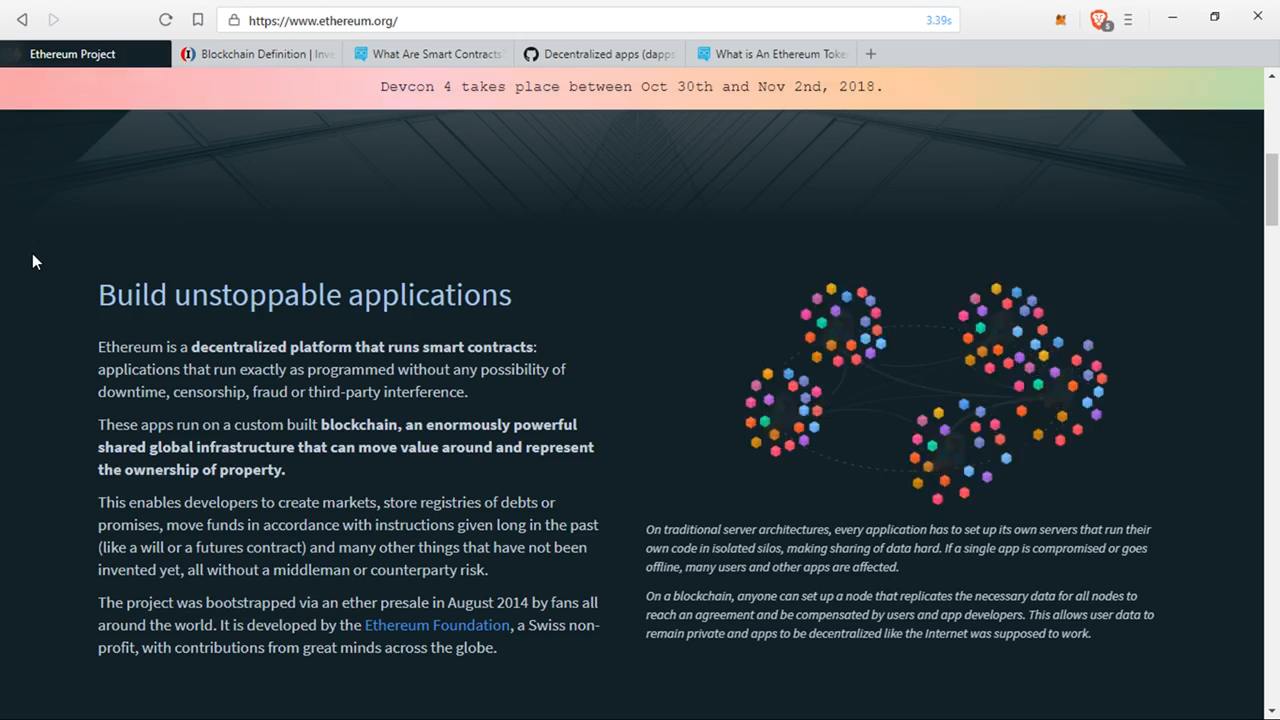 https://www.ethereum.org/
3.39s
5
Ethereum Project
Blockchain Definition | Inve
What Are Smart Contracts
Decentralized apps (dapps
What is An Ethereum Toke
Devcon 4 takes place between Oct 30th and Nov 2nd, 2018.
Build unstoppable applications
Ethereum is a decentralized platform that runs smart contracts:
applications that run exactly as programmed without any possibility of
downtime, censorship, fraud or third-party interference.
These apps run on a custom built blockchain, an enormously powerful
shared global infrastructure that can move value around and represent
the ownership of property.
This enables developers to create markets, store registries of debts or
promises, move funds in accordance with instructions given long in the past
(like a will or a futures contract) and many other things that have not been
invented yet, all without a middleman or counterparty risk.
The project was bootstrapped via an ether presale in August 2014 by fans all
around the world. It is developed by the Ethereum Foundation, a Swiss non-
profit, with contributions from great minds across the globe.
On traditional server architectures, every application has to set up its own servers that run their
own code in isolated silos, making sharing of data hard. If a single app is compromised or goes
offline, many users and other apps are affected.
On a blockchain, anyone can set up a node that replicates the necessary data for all nodes to
reach an agreement and be compensated by users and app developers. This allows user data to
remain private and apps to be decentralized like the Internet was supposed to work.